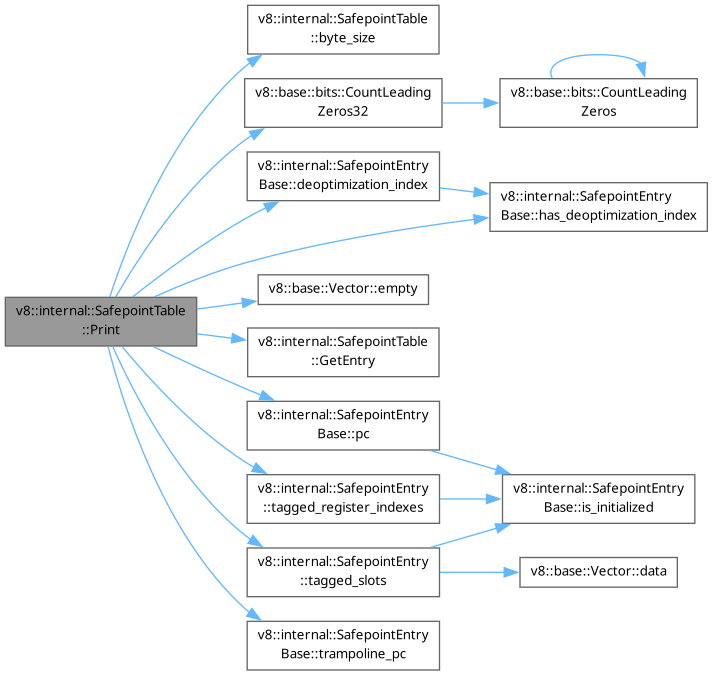 v8::internal::SafepointTable
::byte_size
v8::base::bits::CountLeading
Zeros32
v8::base::bits::CountLeading
Zeros
v8::internal::SafepointEntry
Base::deoptimization_index
v8::internal::SafepointEntry
Base::has_deoptimization_index
v8::base::Vector::empty
v8::internal::SafepointTable
::Print
v8::internal::SafepointTable
::GetEntry
v8::internal::SafepointEntry
Base::pc
v8::internal::SafepointEntry
::tagged_register_indexes
v8::internal::SafepointEntry
Base::is_initialized
v8::internal::SafepointEntry
::tagged_slots
v8::base::Vector::data
v8::internal::SafepointEntry
Base::trampoline_pc